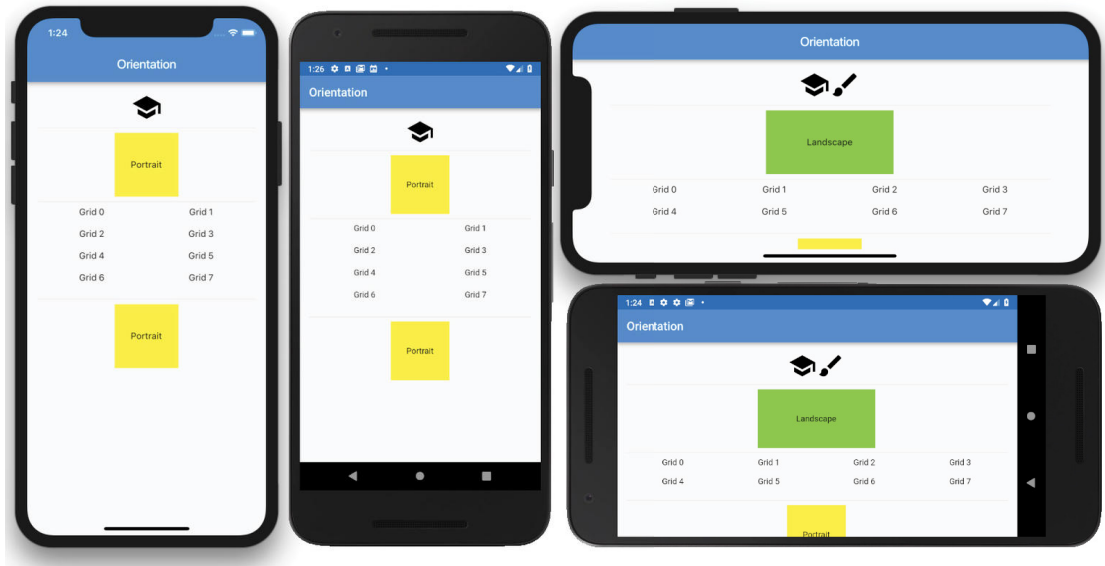 1:24
Orientation
Portrait
Grid 0 Grid 1
Grid 2 Grid 3
Grid 4 Grid 5
Grid 6 Grid 7
Portrait
1:26
Orientation
Portrait
Grid 0 Grid 1
Grid 2 Grid 3
Grid 4 Grid 5
Grid 6 Grid 7
Portrait
Orientation
Landscape
Grid 0 Grid 1 Grid 2 Grid 3
Grid 4 Grid 5 Grid 6 Grid 7
1:24
Orientation
Landscape
Grid 0 Grid 1 Grid 2 Grid 3
Grid 4 Grid 5 Grid 6 Grid 7
Portrait